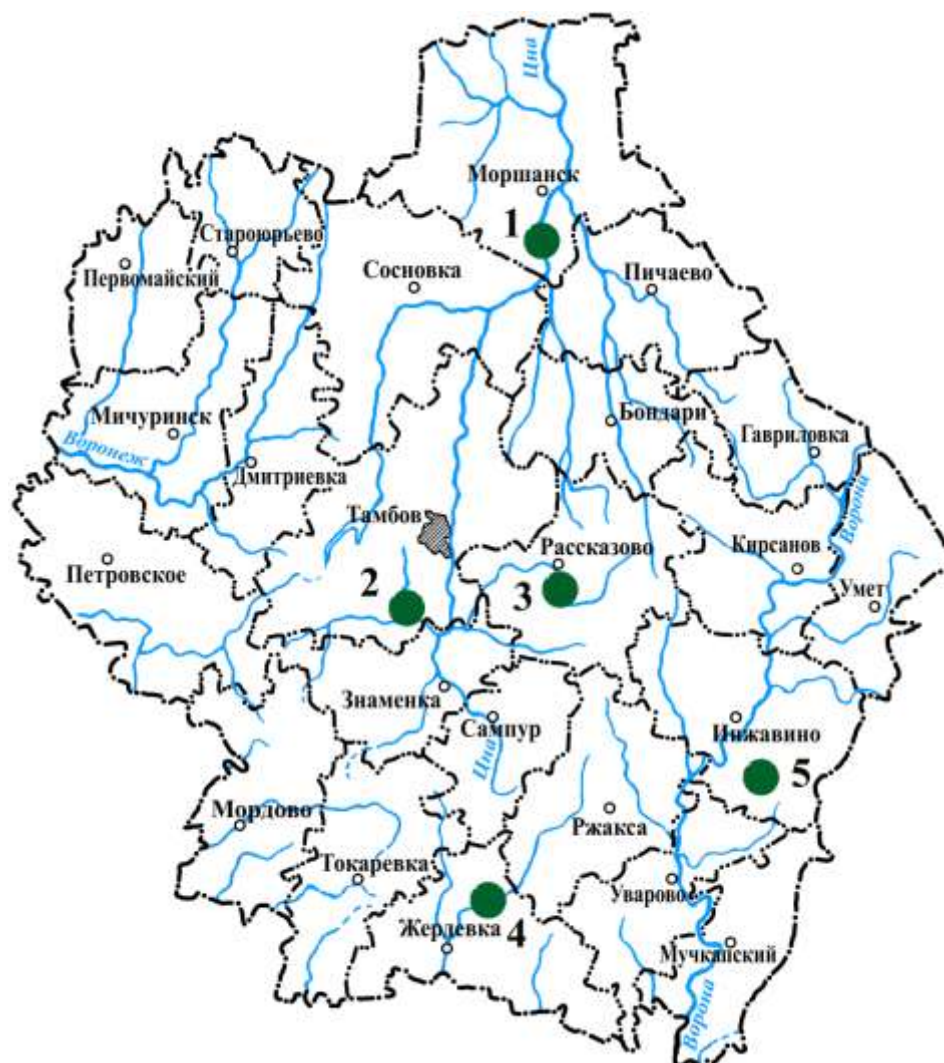 Цна
Моршанск
1
Староюрьево
Первомайский
Сосновка
Пичаево
Мичуринск
Бондари
Гавриловка
Воронеж
Дмитриевка
Ворона
Тамбов
Рассказово
Кирсанов
Петровское
2
3
Умет
Знаменка
Сампур
Инжавино
Цна
5
Мордово
Ржакса
Токаревка
Уварово
Жердевка
4
Мучкапский
Ворона